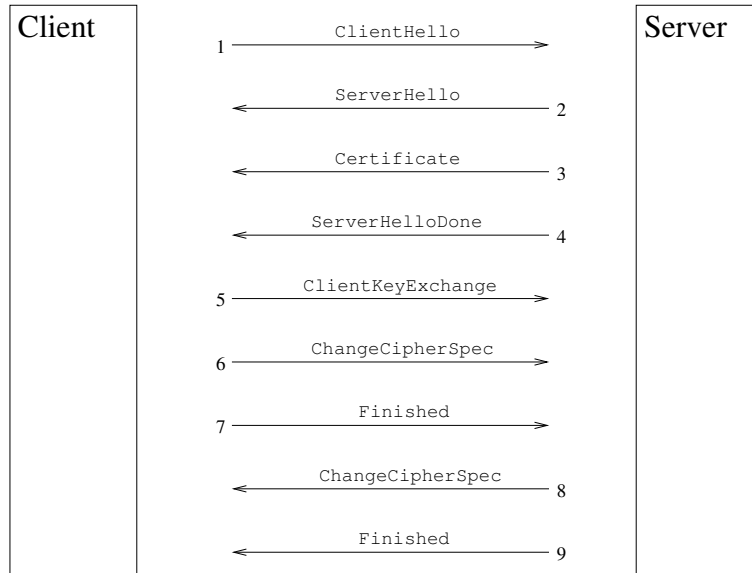 Client
Server
1 ClientHello
ServerHello 2
Certificate 3
ServerHelloDone 4
5 ClientKeyExchange
6 ChangeCipherSpec
7 Finished
ChangeCipherSpec 8
Finished 9